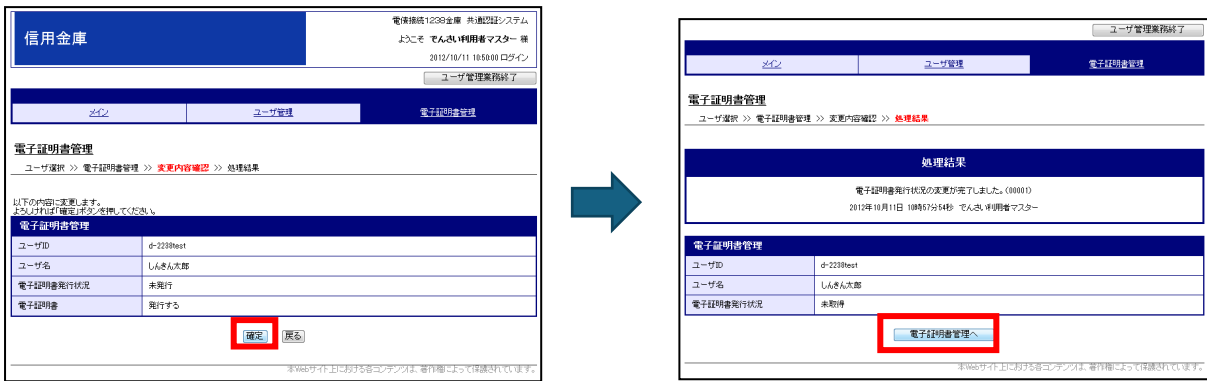 信用金庫
電債接続1238金庫 共通認証システム
ようこそ でんさい利用者マスター 様
2012/10/11 10:50:00 ログイン
ユーザ管理業務終了
メイン
ユーザ管理
電子証明書管理
電子証明書管理
ユーザ選択 >> 電子証明書管理 >> 変更内容確認 >> 処理結果
以下の内容に変更します。
よろしければ「確定」ボタンを押してください。
電子証明書管理
ユーザID d-2238test
ユーザ名 しんきん太郎
電子証明書発行状況 未発行
電子証明書 発行する
確定 戻る
本Webサイト上における各コンテンツは、著作権によって保護されています。
ユーザ管理業務終了
メイン
ユーザ管理
電子証明書管理
電子証明書管理
ユーザ選択 >> 電子証明書管理 >> 変更内容確認 >> 処理結果
処理結果
電子証明書発行状況の変更が完了しました。(00001)
2012年10月11日 10時57分54秒 でんさい利用者マスター
電子証明書管理
ユーザID d-2238test
ユーザ名 しんきん太郎
電子証明書発行状況 未取得
電子証明書管理へ
本Webサイト上における各コンテンツは、著作権によって保護されています。